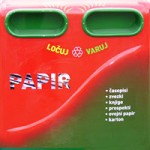 LOČUJ VARUJ
PAPIR
• časopisi
• zvezki
• knjige
• prospekti
• ovojni papir
• karton